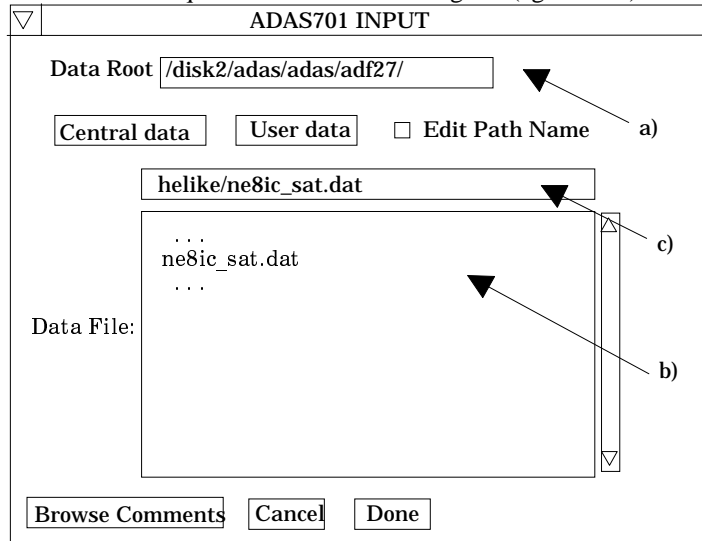 ADAS701 INPUT
Data Root /disk2/adas/adas/adf27/
a)
Central data User data Edit Path Name
helike/ne8ic_sat.dat
c)
. . .
ne8ic_sat.dat
. . .
Data File:
b)
Browse Comments Cancel Done